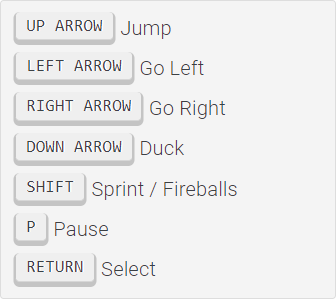 UP ARROW Jump
LEFT ARROW Go Left
RIGHT ARROW Go Right
DOWN ARROW Duck
SHIFT Sprint / Fireballs
P Pause
RETURN Select